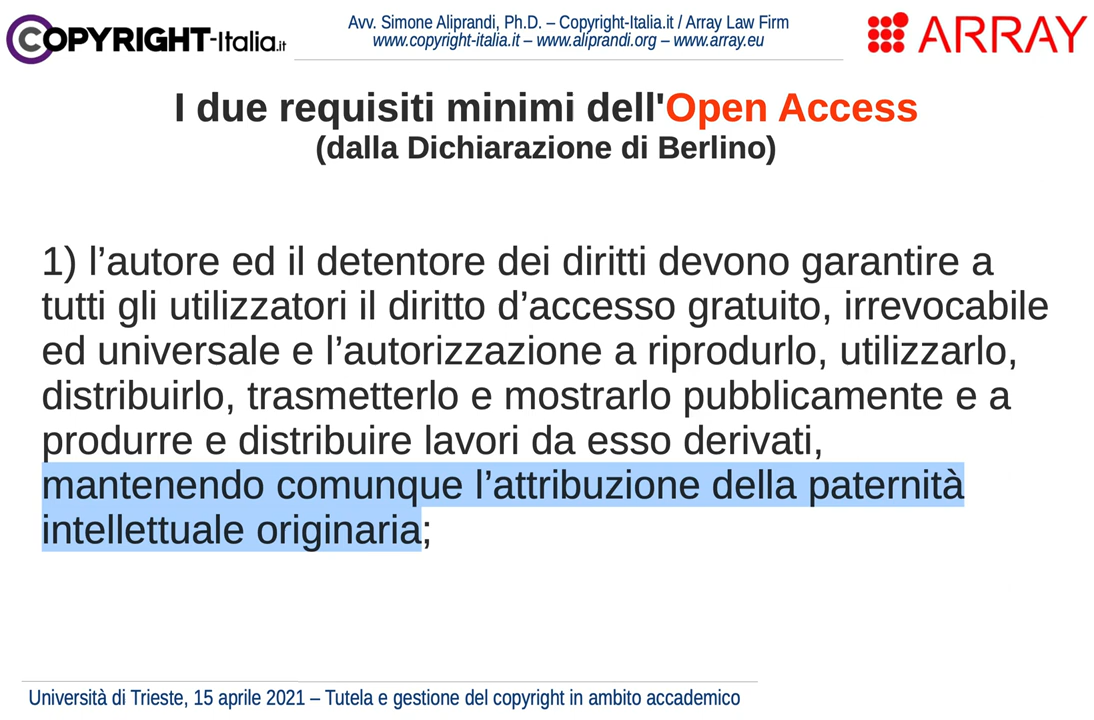 COPYRIGHT-Italia.it
Avv. Simone Aliprandi, Ph.D. – Copyright-Italia.it / Array Law Firm
www.copyright-italia.it – www.aliprandi.org – www.array.eu
ARRAY
I due requisiti minimi dell'Open Access
(dalla Dichiarazione di Berlino)
1) l’autore ed il detentore dei diritti devono garantire a
tutti gli utilizzatori il diritto d’accesso gratuito, irrevocabile
ed universale e l’autorizzazione a riprodurlo, utilizzarlo,
distribuirlo, trasmetterlo e mostrarlo pubblicamente e a
produrre e distribuire lavori da esso derivati,
mantenendo comunque l’attribuzione della paternità
intellettuale originaria;
Università di Trieste, 15 aprile 2021 – Tutela e gestione del copyright in ambito accademico